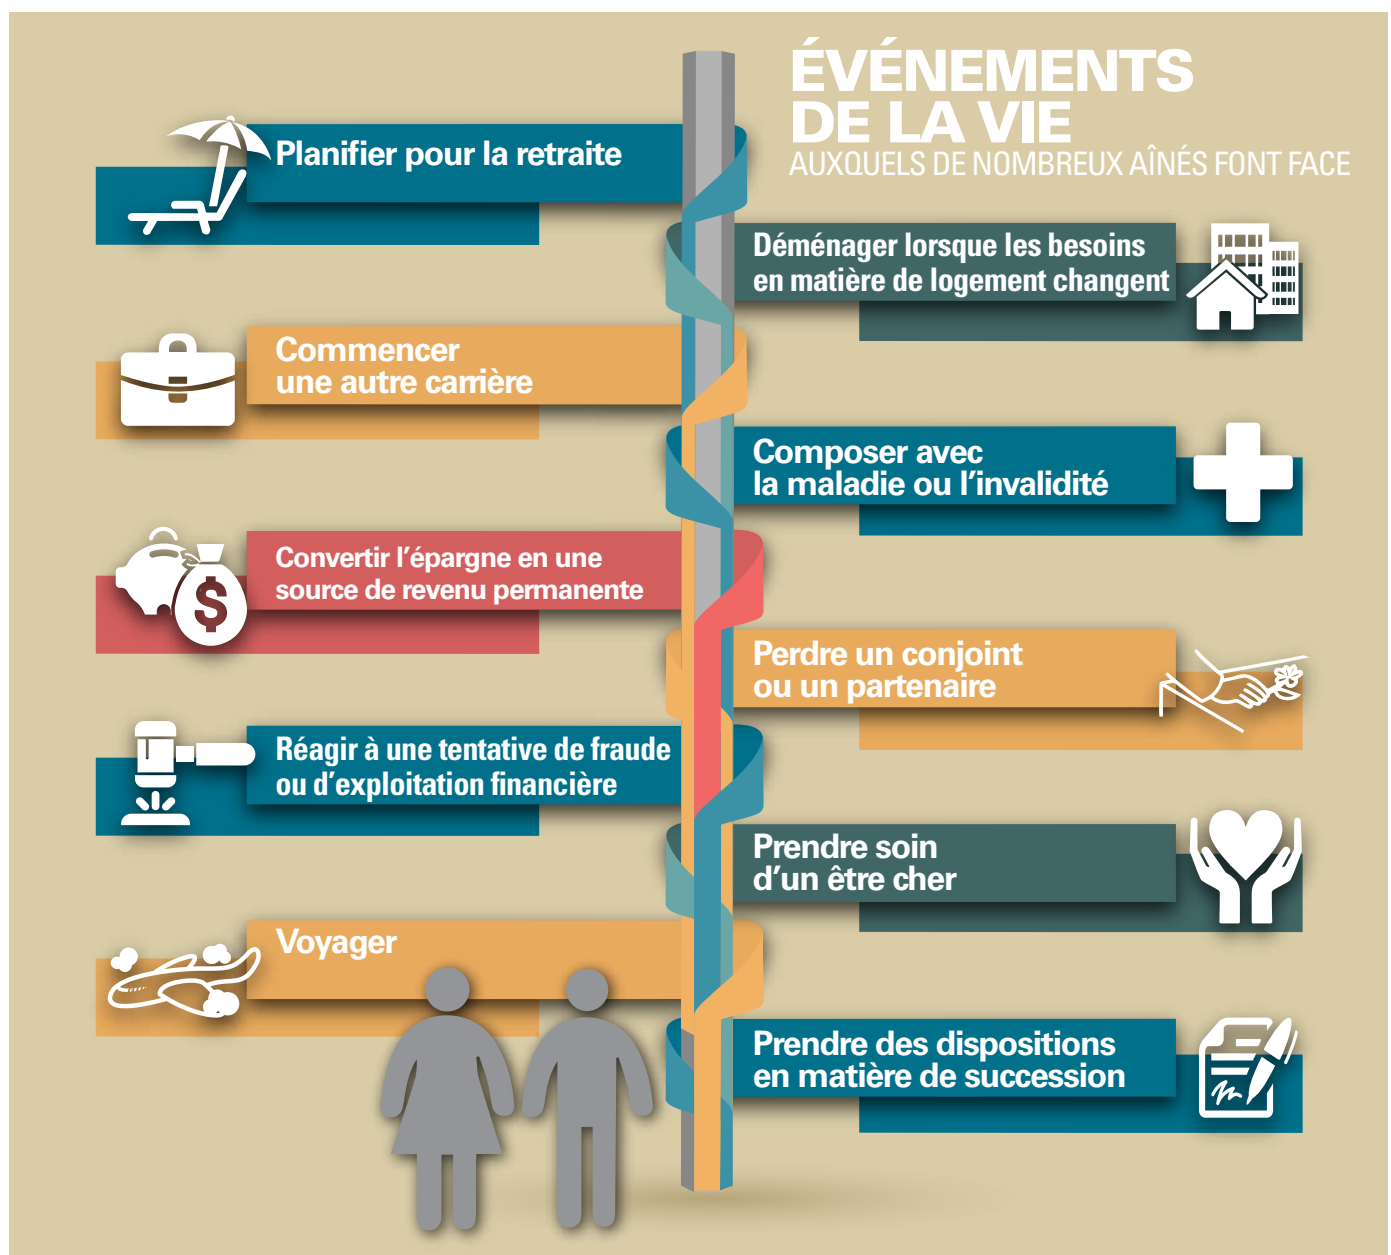 ÉVÉNEMENTS
DE LA VIE
AUXQUELS DE NOMBREUX AÎNÉS FONT FACE
Planifier pour la retraite
Déménager lorsque les besoins
en matière de logement changent
Commencer
une autre carrière
Composer avec
la maladie ou l'invalidité
Convertir l'épargne en une
source de revenu permanente
$
Perdre un conjoint
ou un partenaire
Réagir à une tentative de fraude
ou d'exploitation financière
Prendre soin
d'un être cher
Voyager
Prendre des dispositions
en matière de succession